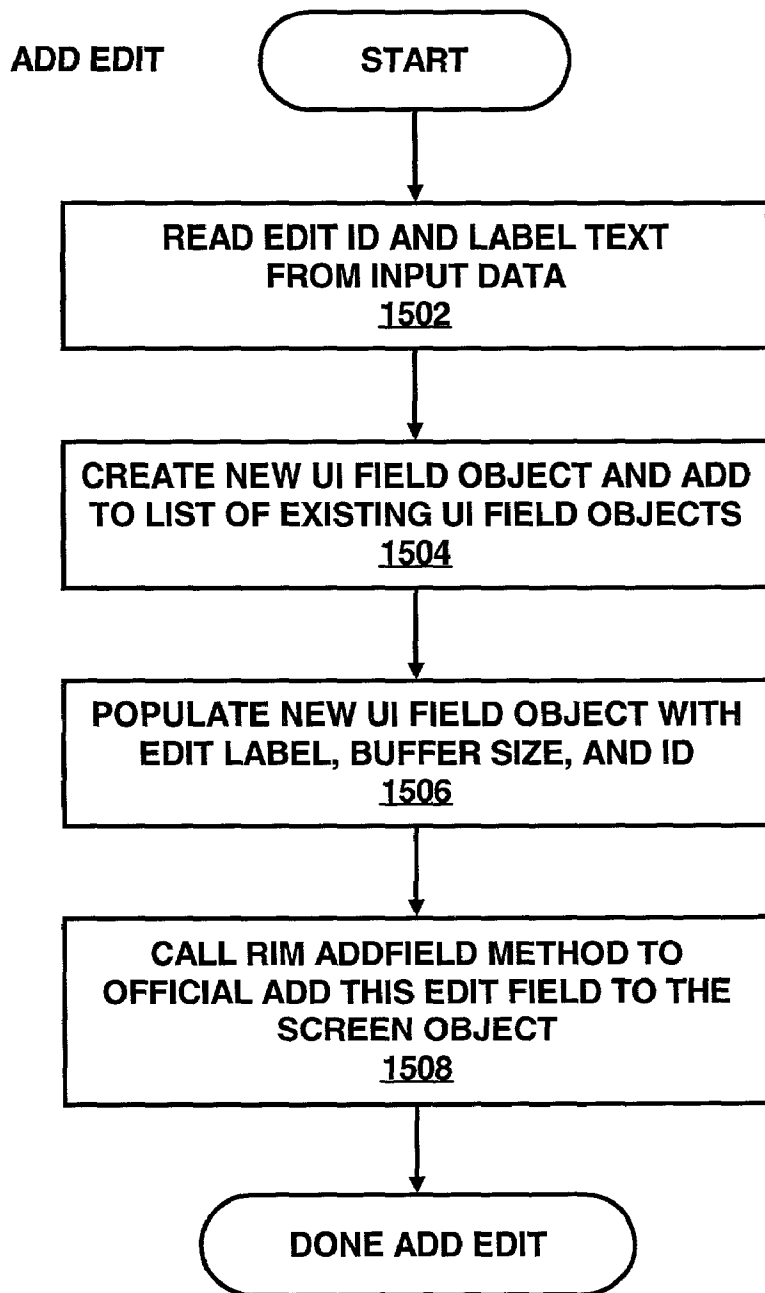 ADD EDIT
START
READ EDIT ID AND LABEL TEXT
FROM INPUT DATA
1502
CREATE NEW UI FIELD OBJECT AND ADD
TO LIST OF EXISTING UI FIELD OBJECTS
1504
POPULATE NEW UI FIELD OBJECT WITH
EDIT LABEL, BUFFER SIZE, AND ID
1506
CALL RIM ADDFIELD METHOD TO
OFFICIAL ADD THIS EDIT FIELD TO THE
SCREEN OBJECT
1508
DONE ADD EDIT